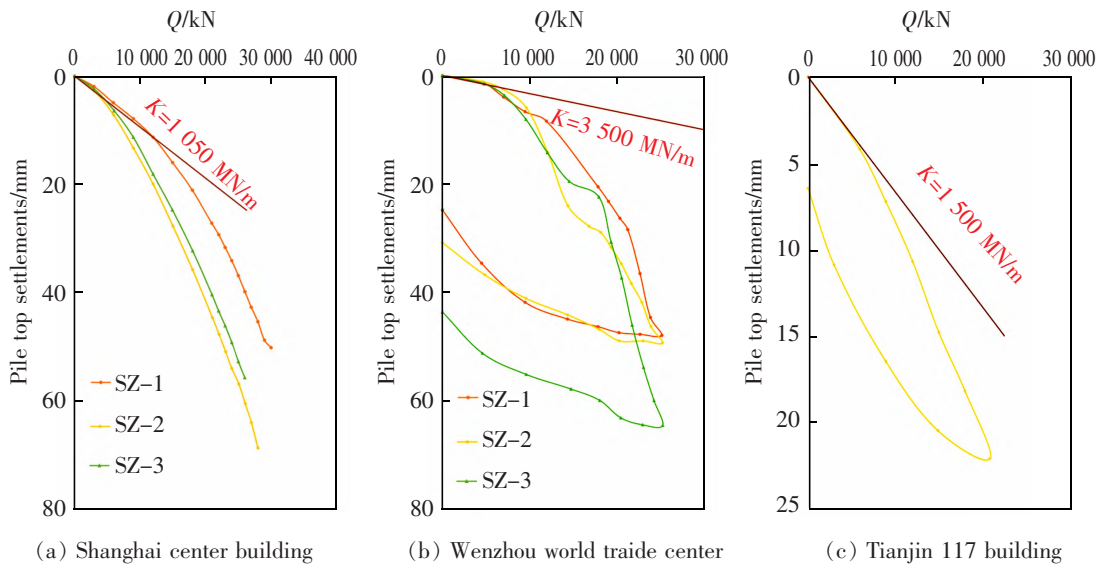 Q/kN
0 10 000 20 000 30 000 40 000
0
20
40
60
80
Pile top settlements/mm
K=1 050 MN/m
SZ-1
SZ-2
SZ-3
(a) Shanghai center building
Q/kN
0 10 000 20 000 30 000
0
20
40
60
80
Pile top settlements/mm
K=3 500 MN/m
SZ-1
SZ-2
SZ-3
(b) Wenzhou world traide center
Q/kN
0 10 000 20 000 30 000
0
5
10
15
20
25
Pile top settlements/mm
K=1 500 MN/m
(c) Tianjin 117 building